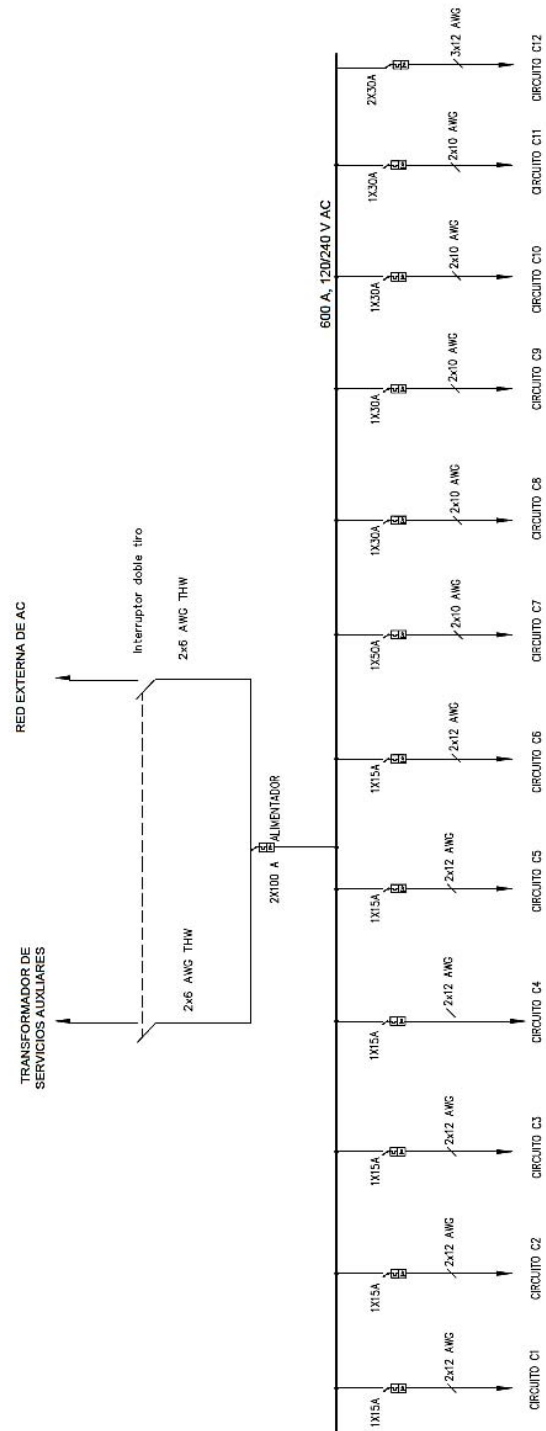 TRANSFORMADOR DE
SERVICIOS AUXLIARES
RED EXTERNA DE AC
Interruptor doble tiro
2x6 AWG THW
2x6 AWG THW
2X100 A
ALIMENTADOR
600 A, 120/240 V AC
1X15A
2x12 AWG
CIRCUITO C1
1X15A
2x12 AWG
CIRCUITO C2
1X15A
2x12 AWG
CIRCUITO C3
1X15A
2x12 AWG
CIRCUITO C4
1X15A
2x12 AWG
CIRCUITO C5
1X15A
2x12 AWG
CIRCUITO C6
1X50A
2x10 AWG
CIRCUITO C7
1X30A
2x10 AWG
CIRCUITO C8
1X30A
2x10 AWG
CIRCUITO C9
1X30A
2x10 AWG
CIRCUITO C10
1X30A
2x10 AWG
CIRCUITO C11
2X30A
3x12 AWG
CIRCUITO C12